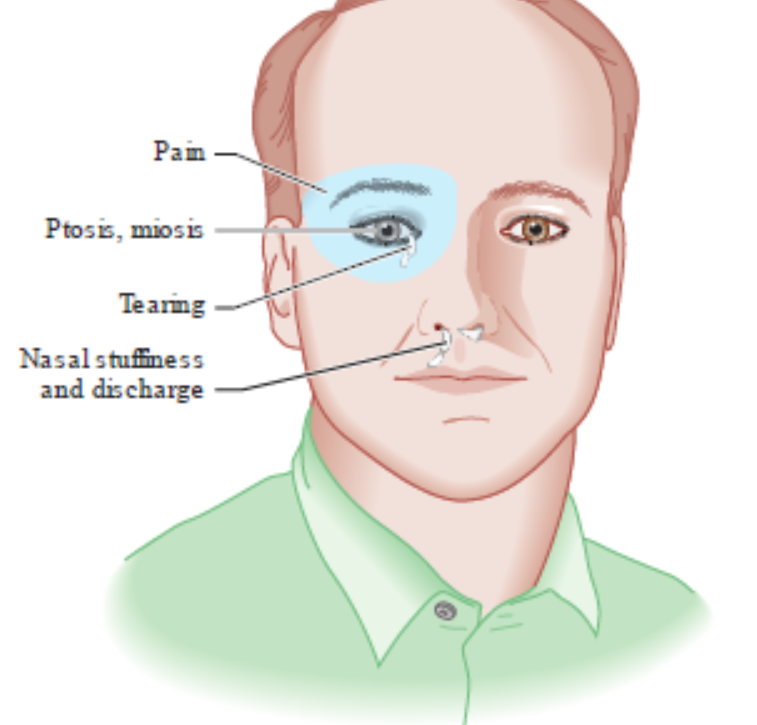 Pain
Ptosis, miosis
Tearing
Nasal stuffiness
and discharge